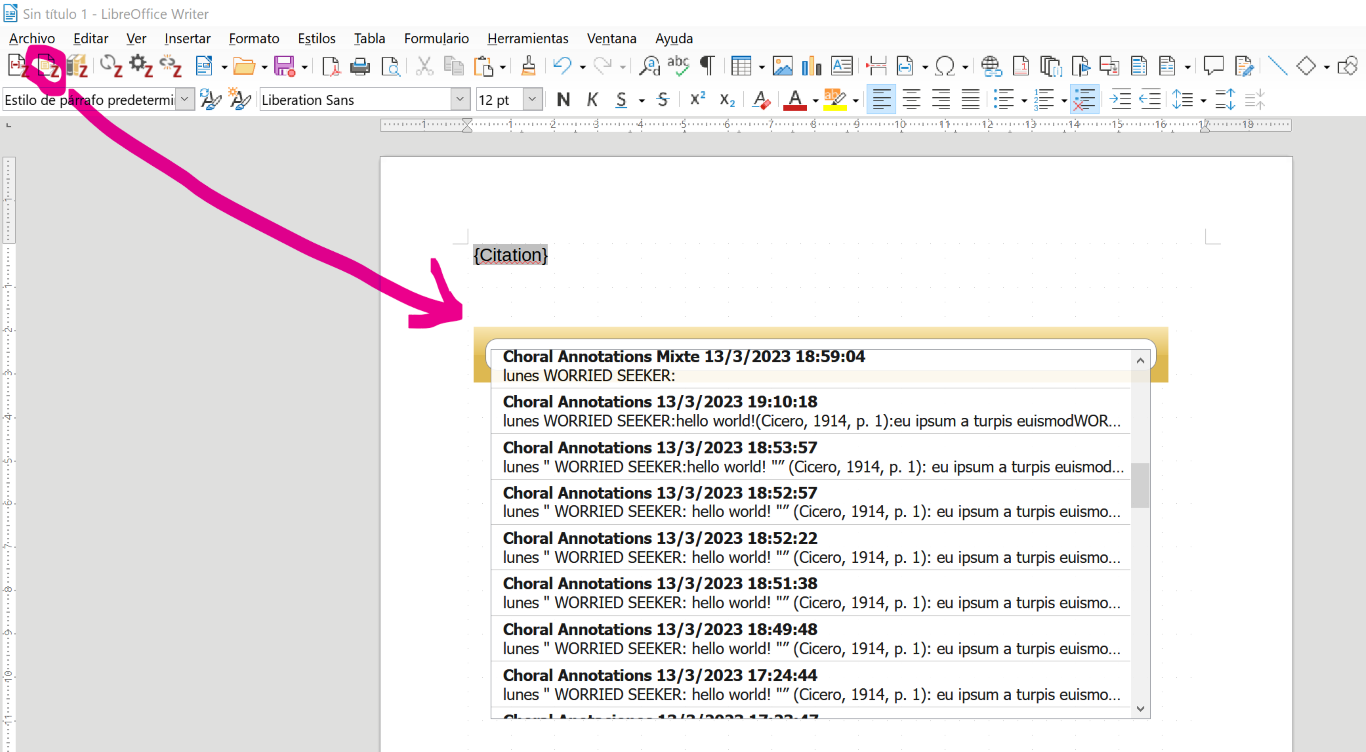 Sin título 1 - LibreOffice Writer
Archivo Editar Ver Insertar Formato Estilos Tabla Formulario Herramientas Ventana Ayuda
Estilo de párrafo predetermi Liberation Sans 12 pt N K S S X² X₂ A A
{Citation}
Choral Annotations Mixte 13/3/2023 18:59:04
lunes WORRIED SEEKER:
Choral Annotations 13/3/2023 19:10:18
lunes WORRIED SEEKER:hello world!(Cicero, 1914, p. 1):eu ipsum a turpis euismodWOR...
Choral Annotations 13/3/2023 18:53:57
lunes " WORRIED SEEKER:hello world! "” (Cicero, 1914, p. 1): eu ipsum a turpis euismod...
Choral Annotations 13/3/2023 18:52:57
lunes " WORRIED SEEKER: hello world! "” (Cicero, 1914, p. 1): eu ipsum a turpis euismo...
Choral Annotations 13/3/2023 18:52:22
lunes " WORRIED SEEKER: hello world! "” (Cicero, 1914, p. 1): eu ipsum a turpis euismo...
Choral Annotations 13/3/2023 18:51:38
lunes " WORRIED SEEKER: hello world! "” (Cicero, 1914, p. 1): eu ipsum a turpis euismo...
Choral Annotations 13/3/2023 18:49:48
lunes " WORRIED SEEKER: hello world! "” (Cicero, 1914, p. 1): eu ipsum a turpis euismo...
Choral Annotations 13/3/2023 17:24:44
lunes " WORRIED SEEKER: hello world! "” (Cicero, 1914, p. 1): eu ipsum a turpis euismo...